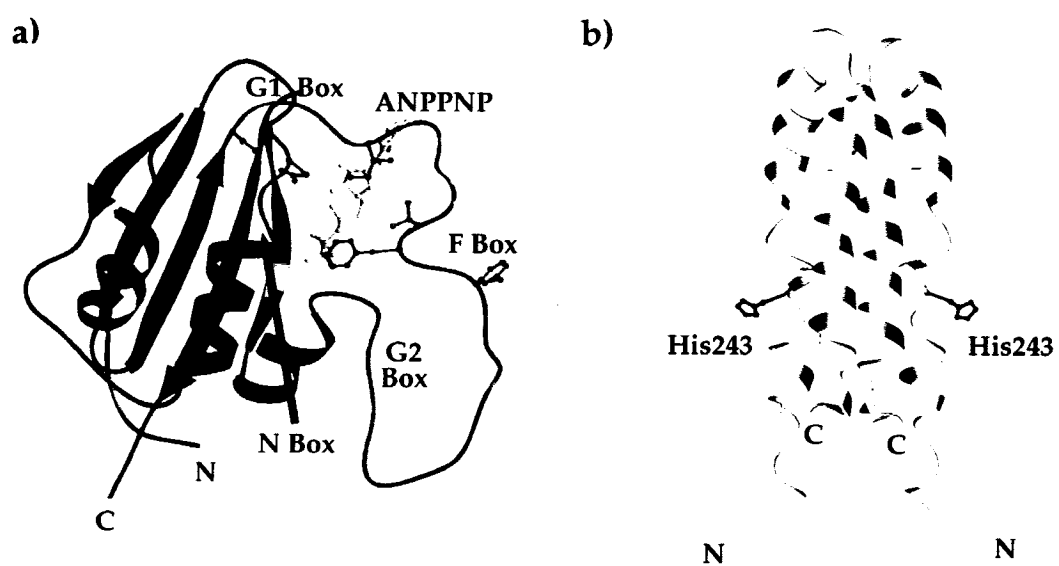 a)
G1 Box
ANPPNP
F Box
G2
Box
N Box
N
C
b)
His243
His243
C
C
N
N